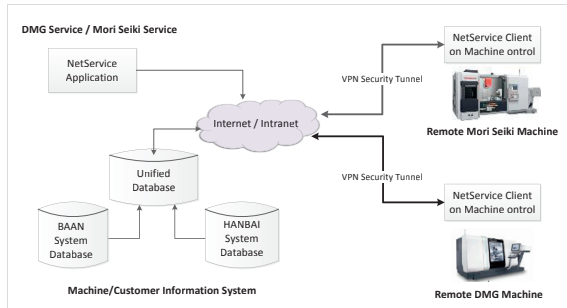 DMG Service / Mori Seiki Service
NetService
Application
Internet / Intranet
Unified
Database
BAAN
System
Database
HANBAI
System
Database
Machine/Customer Information System
VPN Security Tunnel
NetService Client
on Machine ontrol
Remote Mori Seiki Machine
VPN Security Tunnel
NetService Client
on Machine ontrol
Remote DMG Machine